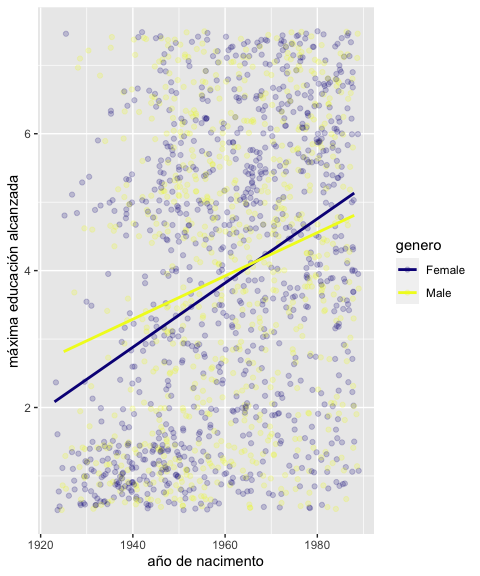 máxima educación alcanzada
6
4
2
1920
1940
1960
1980
año de nacimento
genero
Female
Male